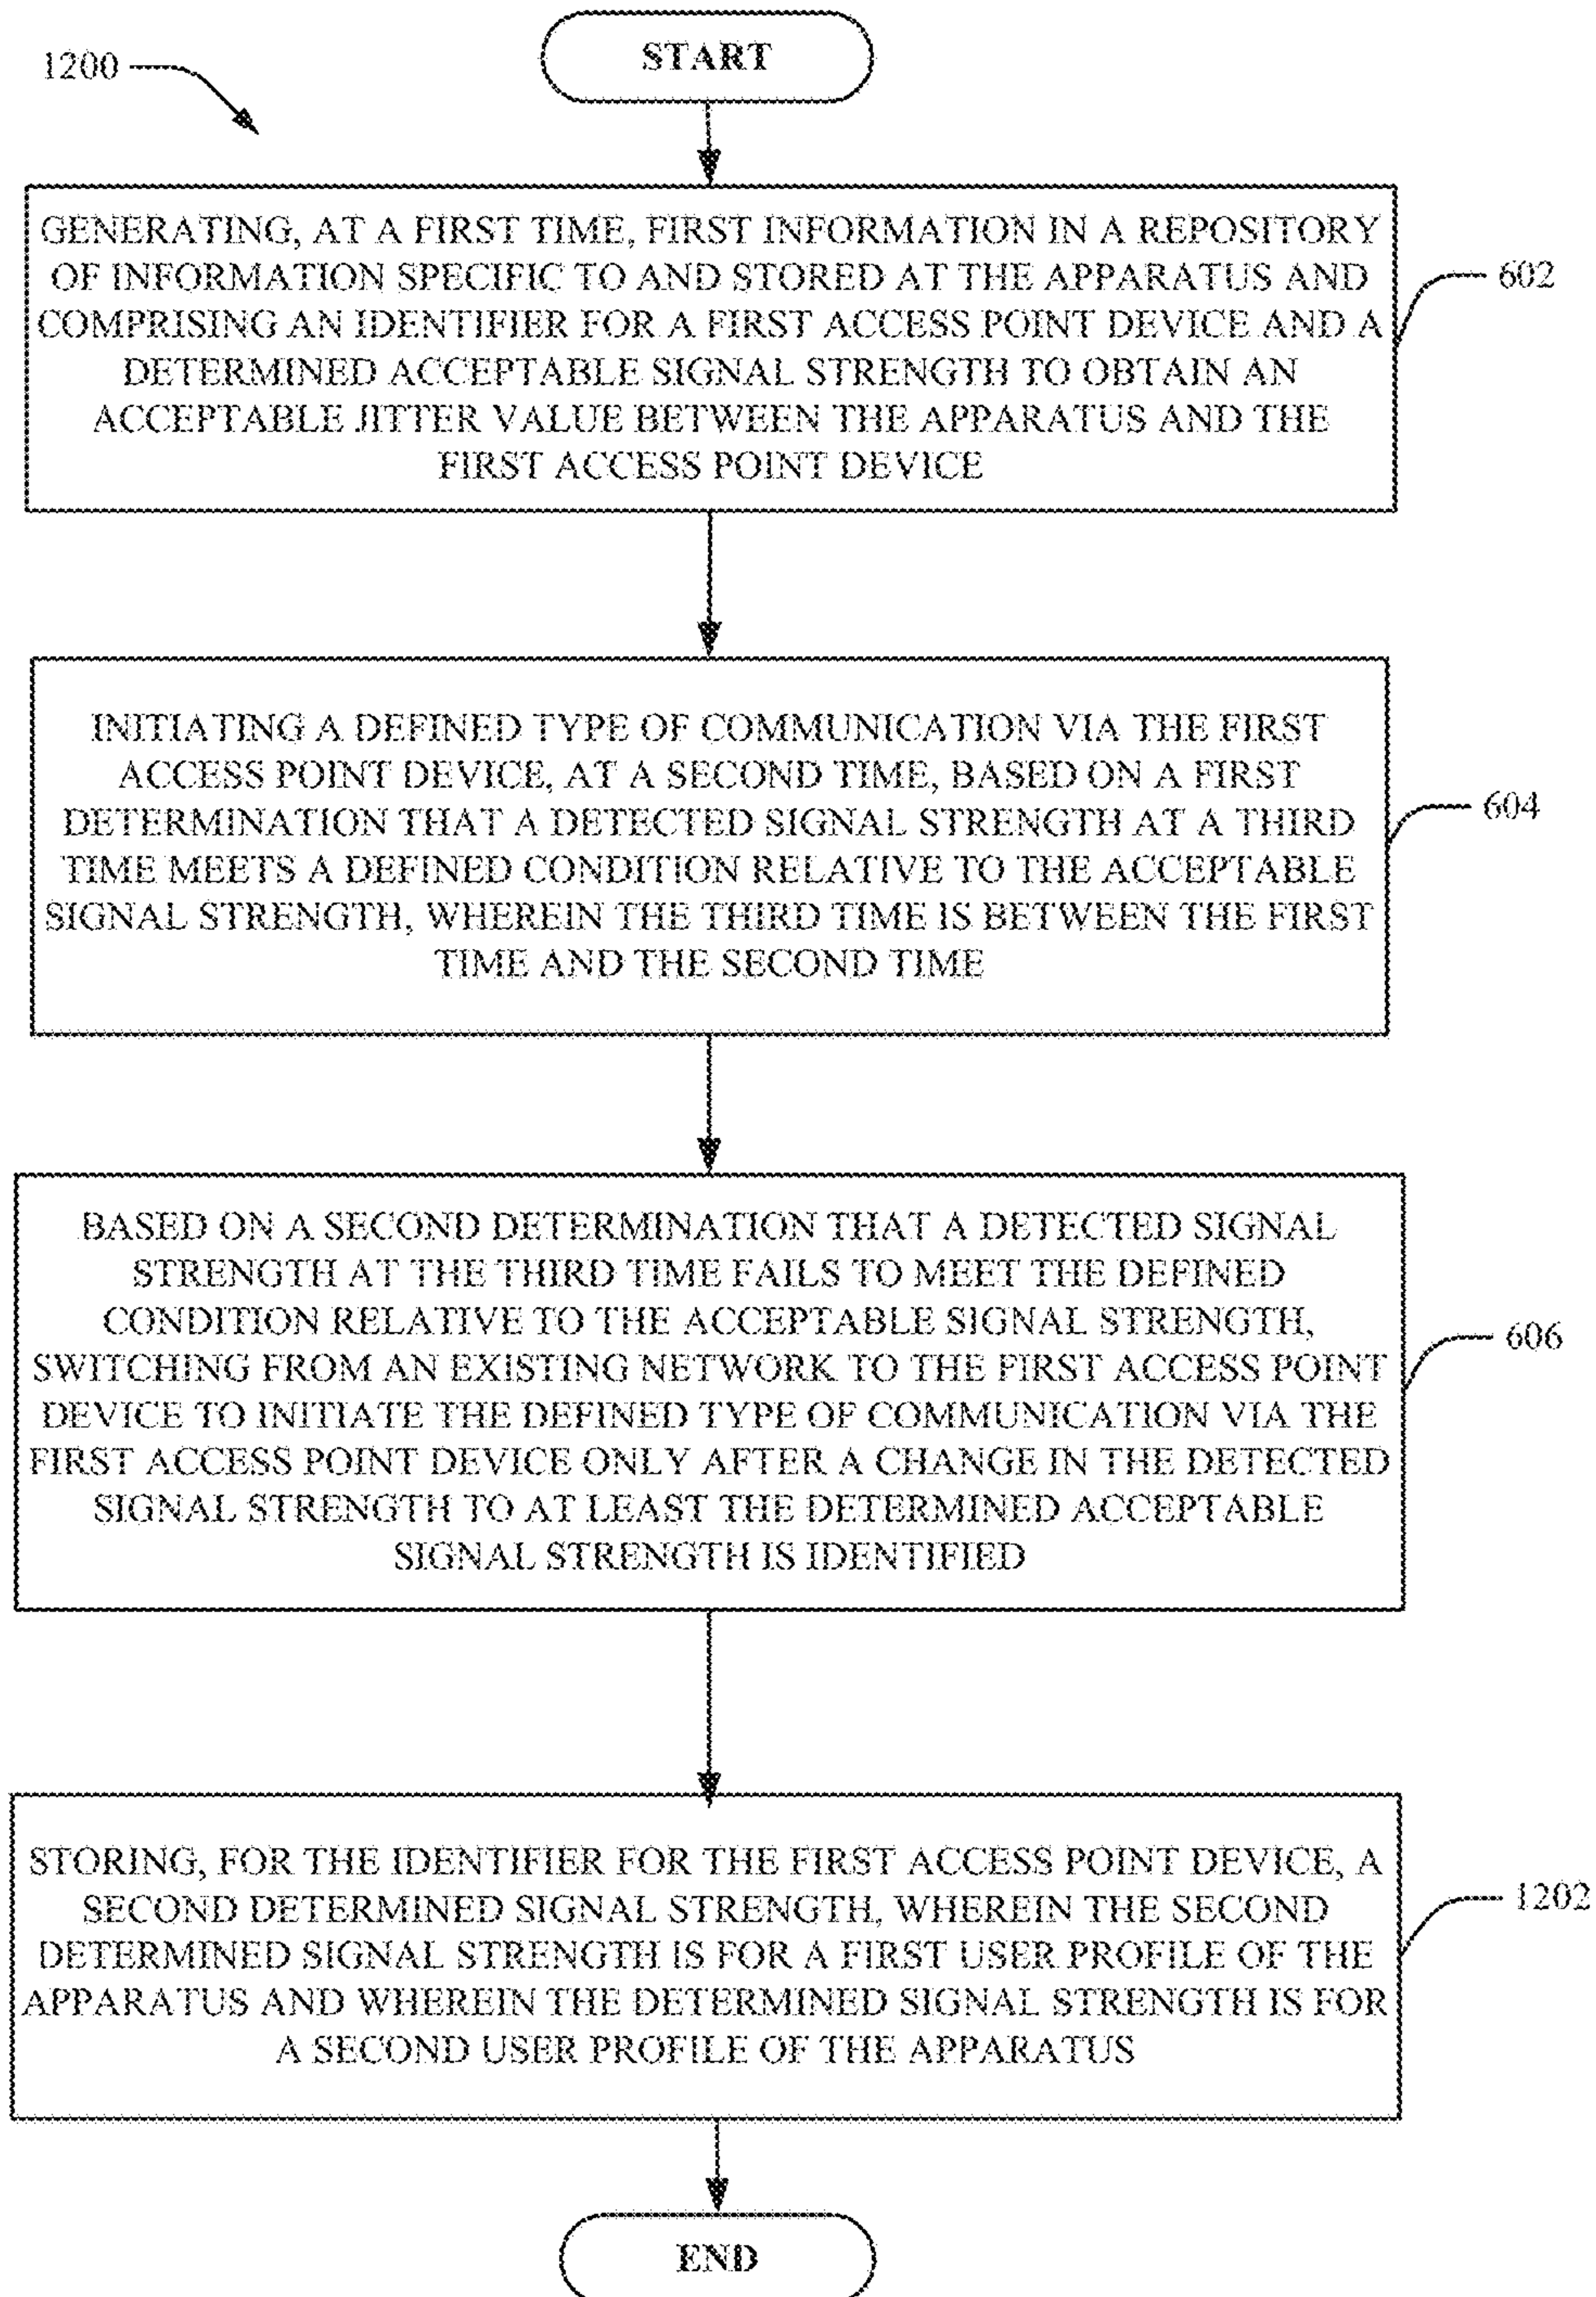 1200
START
GENERATING, AT A FIRST TIME, FIRST INFORMATION IN A REPOSITORY
OF INFORMATION SPECIFIC TO AND STORED AT THE APPARATUS AND
COMPRISING AN IDENTIFIER FOR A FIRST ACCESS POINT DEVICE AND A
DETERMINED ACCEPTABLE SIGNAL STRENGTH TO OBTAIN AN
ACCEPTABLE JITTER VALUE BETWEEN THE APPARATUS AND THE
FIRST ACCESS POINT DEVICE
602
INITIATING A DEFINED TYPE OF COMMUNICATION VIA THE FIRST
ACCESS POINT DEVICE, AT A SECOND TIME, BASED ON A FIRST
DETERMINATION THAT A DETECTED SIGNAL STRENGTH AT A THIRD
TIME MEETS A DEFINED CONDITION RELATIVE TO THE ACCEPTABLE
SIGNAL STRENGTH, WHEREIN THE THIRD TIME IS BETWEEN THE FIRST
TIME AND THE SECOND TIME
604
BASED ON A SECOND DETERMINATION THAT A DETECTED SIGNAL
STRENGTH AT THE THIRD TIME FAILS TO MEET THE DEFINED
CONDITION RELATIVE TO THE ACCEPTABLE SIGNAL STRENGTH,
SWITCHING FROM AN EXISTING NETWORK TO THE FIRST ACCESS POINT
DEVICE TO INITIATE THE DEFINED TYPE OF COMMUNICATION VIA THE
FIRST ACCESS POINT DEVICE ONLY AFTER A CHANGE IN THE DETECTED
SIGNAL STRENGTH TO AT LEAST THE DETERMINED ACCEPTABLE
SIGNAL STRENGTH IS IDENTIFIED
606
STORING, FOR THE IDENTIFIER FOR THE FIRST ACCESS POINT DEVICE, A
SECOND DETERMINED SIGNAL STRENGTH, WHEREIN THE SECOND
DETERMINED SIGNAL STRENGTH IS FOR A FIRST USER PROFILE OF THE
APPARATUS AND WHEREIN THE DETERMINED SIGNAL STRENGTH IS FOR
A SECOND USER PROFILE OF THE APPARATUS
1202
END